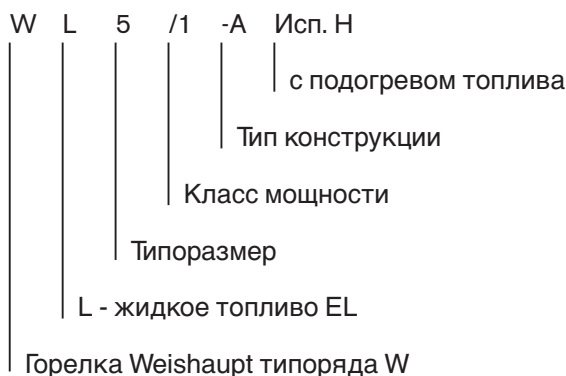 W L 5 /1 -A Исп. Н
с подогревом топлива
Тип конструкции
Класс мощности
Типоразмер
L - жидкое топливо EL
Горелка Weishaupt типоряда W